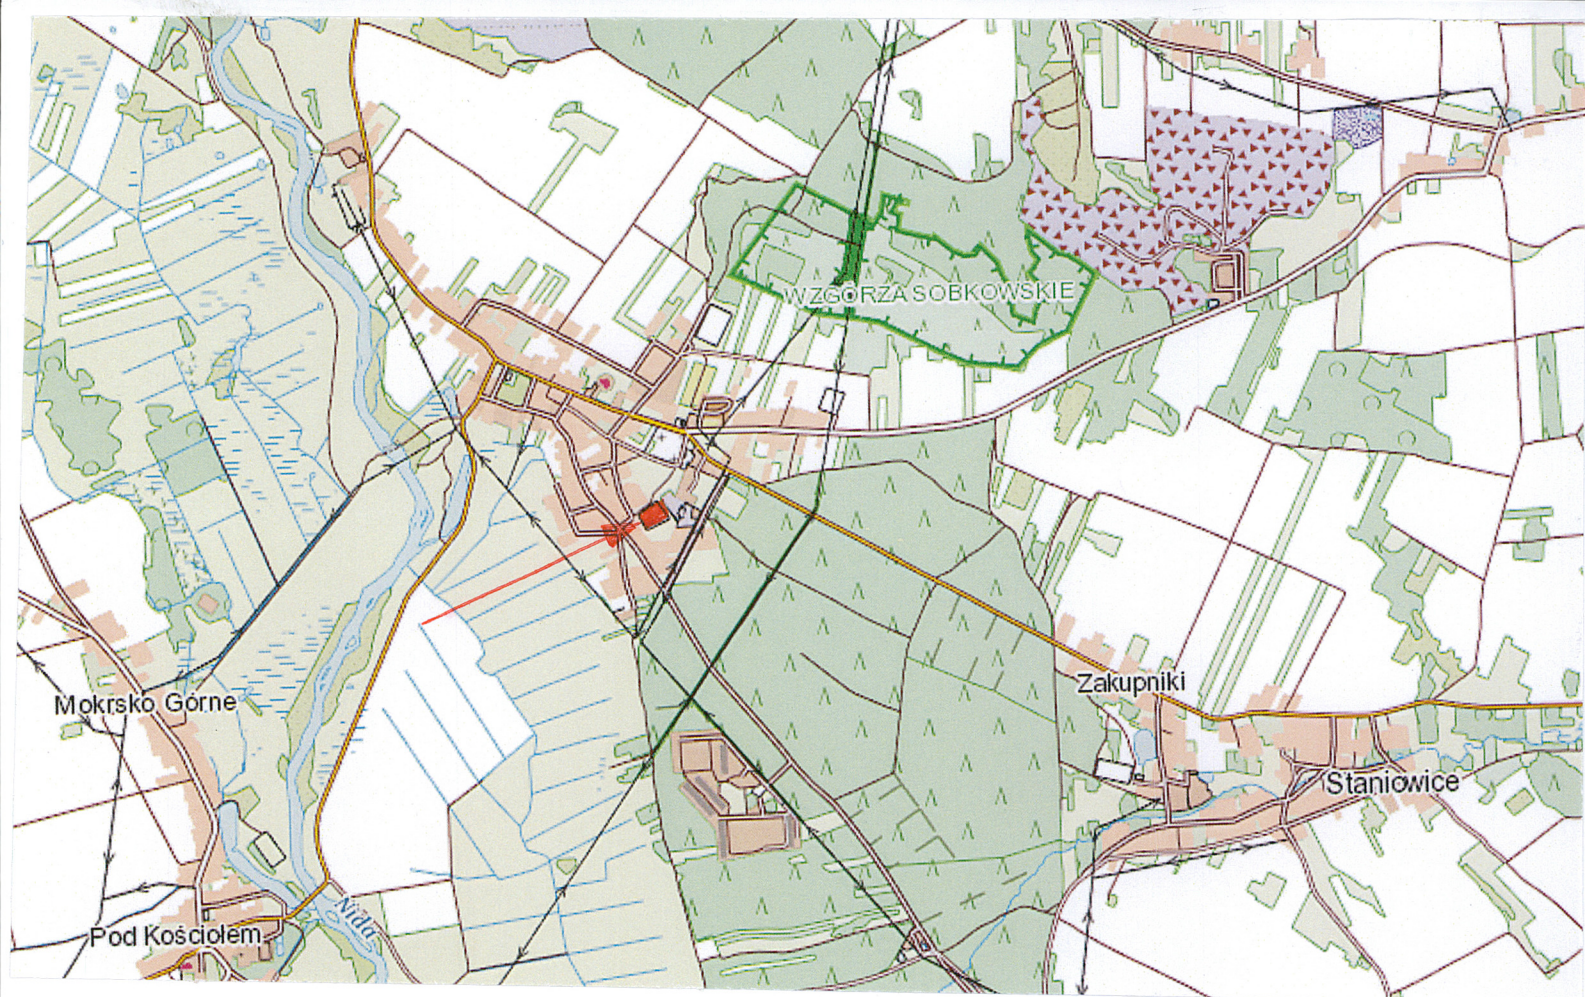 WZGÓRZA SOBKOWSKIE
Zakupniki
Mokrsko Górne
Staniowice
Nida
Pod Kościołem